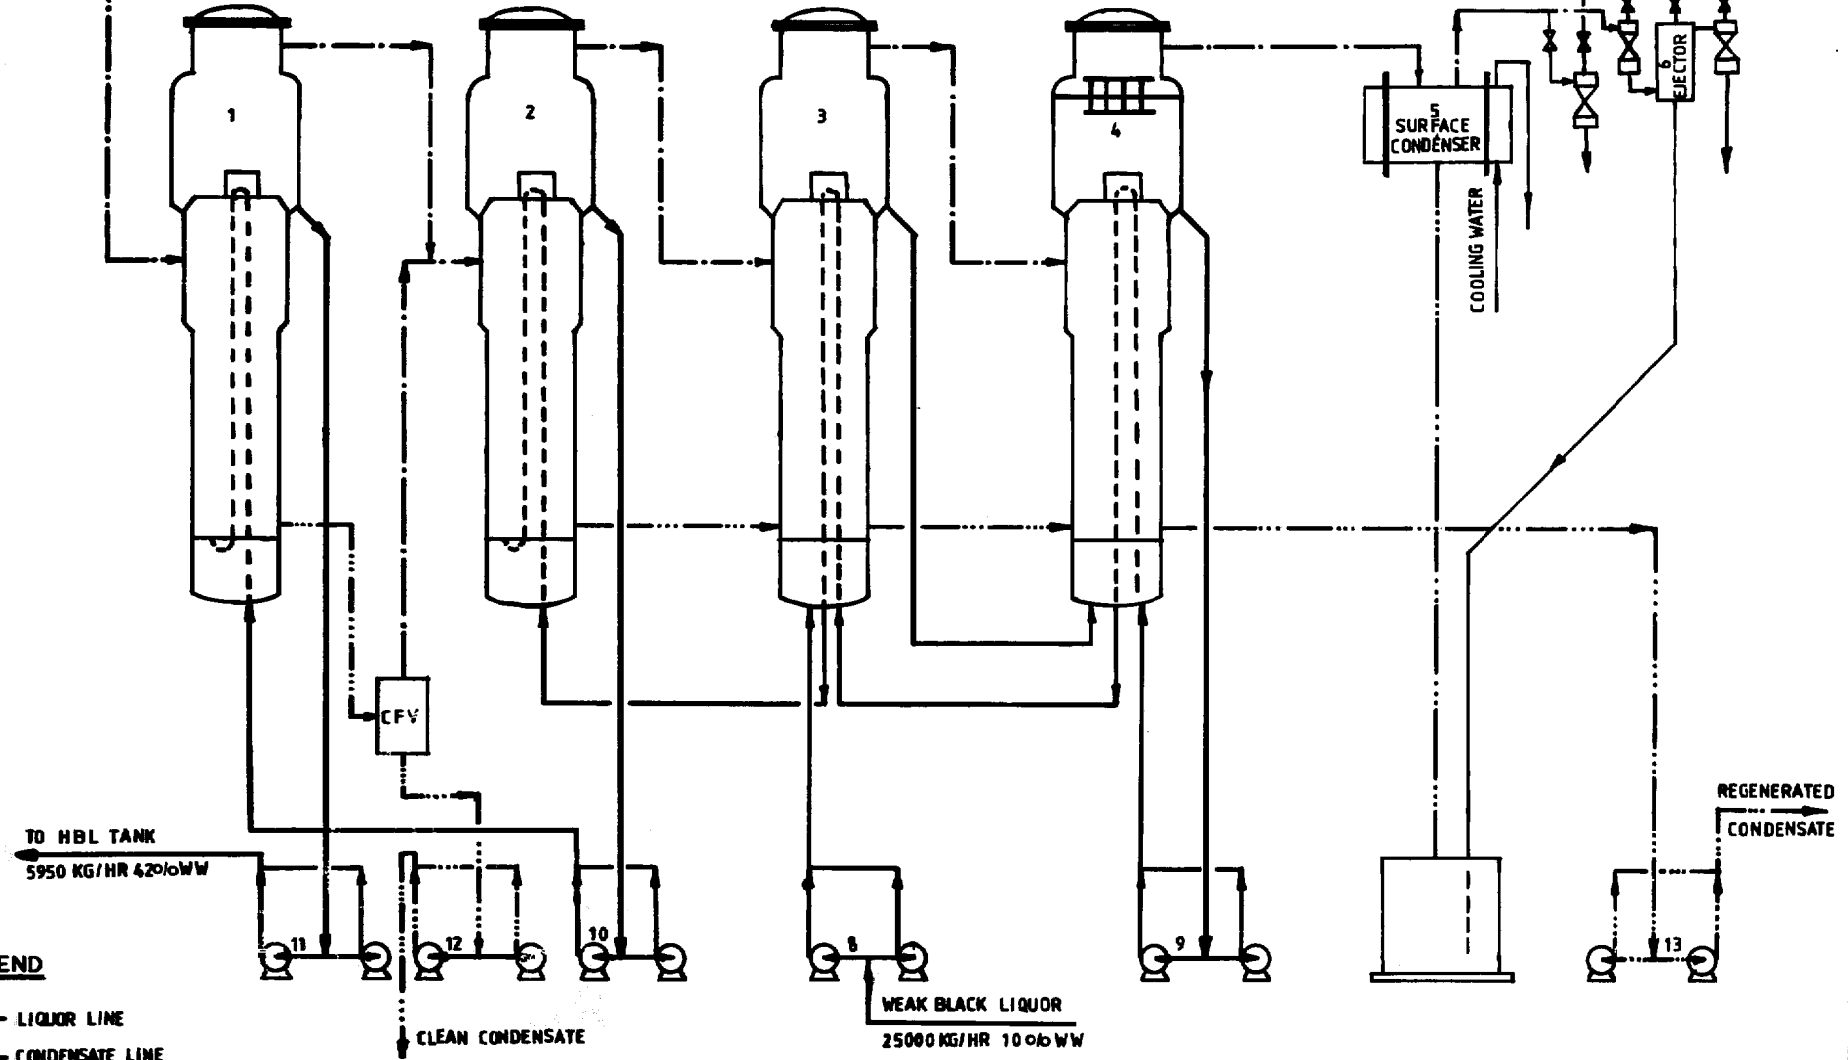 1
2
3
4
5
SURFACE
CONDENSER
6
EJECTOR
COOLING WATER
CFV
TO HBL TANK
5950 KG/HR 42o/oWW
REGENERATED
CONDENSATE
11
12
10
8
9
13
END
WEAK BLACK LIQUOR
25000 KG/HR 10 o/o WW
LIQUOR LINE
CLEAN CONDENSATE
CONDENSATE LINE